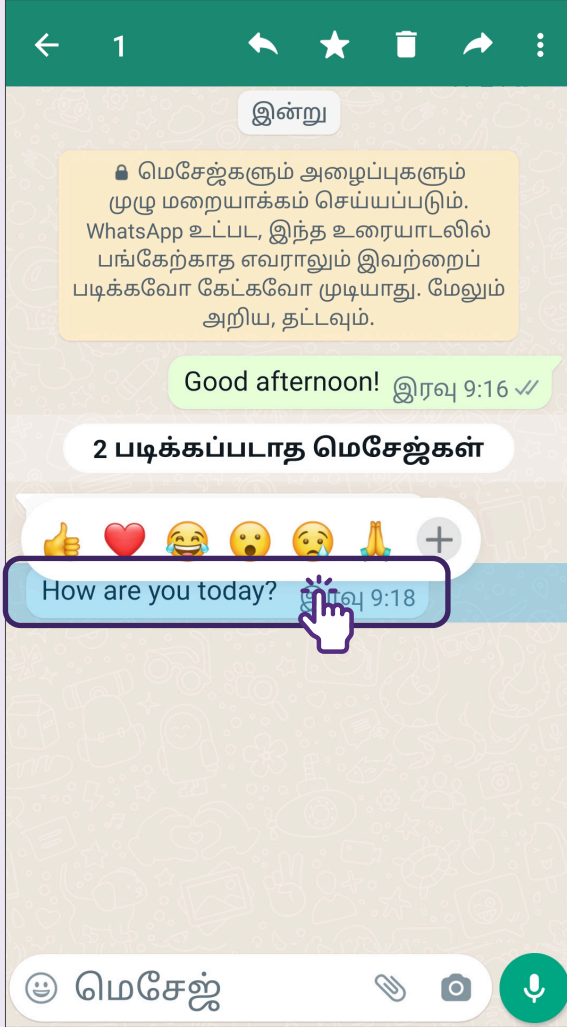 1
இன்று
மெசேஜ்களும் அழைப்புகளும்
முழு மறையாக்கம் செய்யப்படும்.
WhatsApp உட்பட, இந்த உரையாடலில்
பங்கேற்காத எவராலும் இவற்றைப்
படிக்கவோ கேட்கவோ முடியாது. மேலும்
அறிய, தட்டவும்.
Good afternoon! இரவு 9:16
2 படிக்கப்படாத மெசேஜ்கள்
How are you today? இரவு 9:18
மெசேஜ்